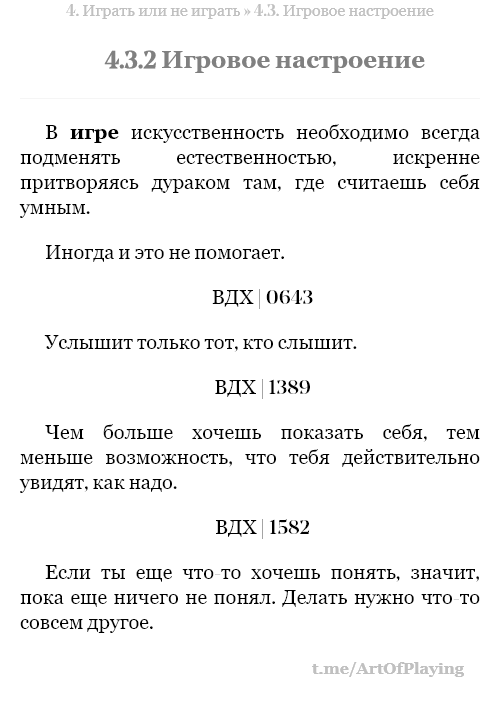 4. Играть или не играть » 4.3. Игровое настроение
4.3.2 Игровое настроение
В игре искусственность необходимо всегда
подменять естественностью, искренне
притворяясь дураком там, где считаешь себя
умным.
Иногда и это не помогает.
ВДХ | 0643
Услышит только тот, кто слышит.
ВДХ | 1389
Чем больше хочешь показать себя, тем
меньше возможность, что тебя действительно
увидят, как надо.
ВДХ | 1582
Если ты еще что-то хочешь понять, значит,
пока еще ничего не понял. Делать нужно что-то
совсем другое.
t.me/ArtOfPlaying